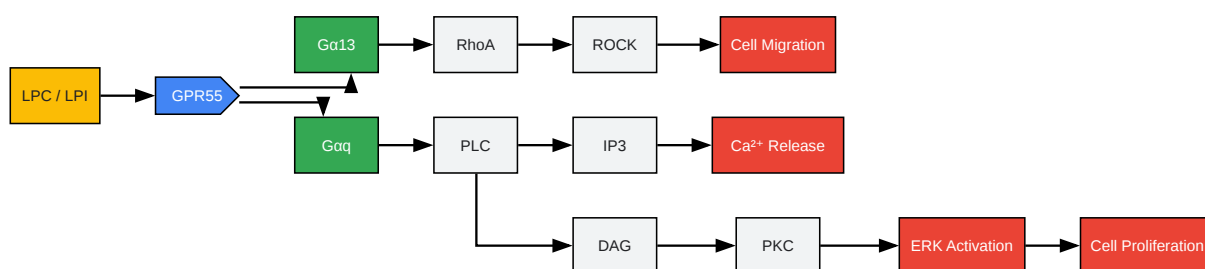 Gα13
RhoA
ROCK
Cell Migration
LPC / LPI
GPR55
Gαq
PLC
IP3
Ca²⁺ Release
DAG
PKC
ERK Activation
Cell Proliferation